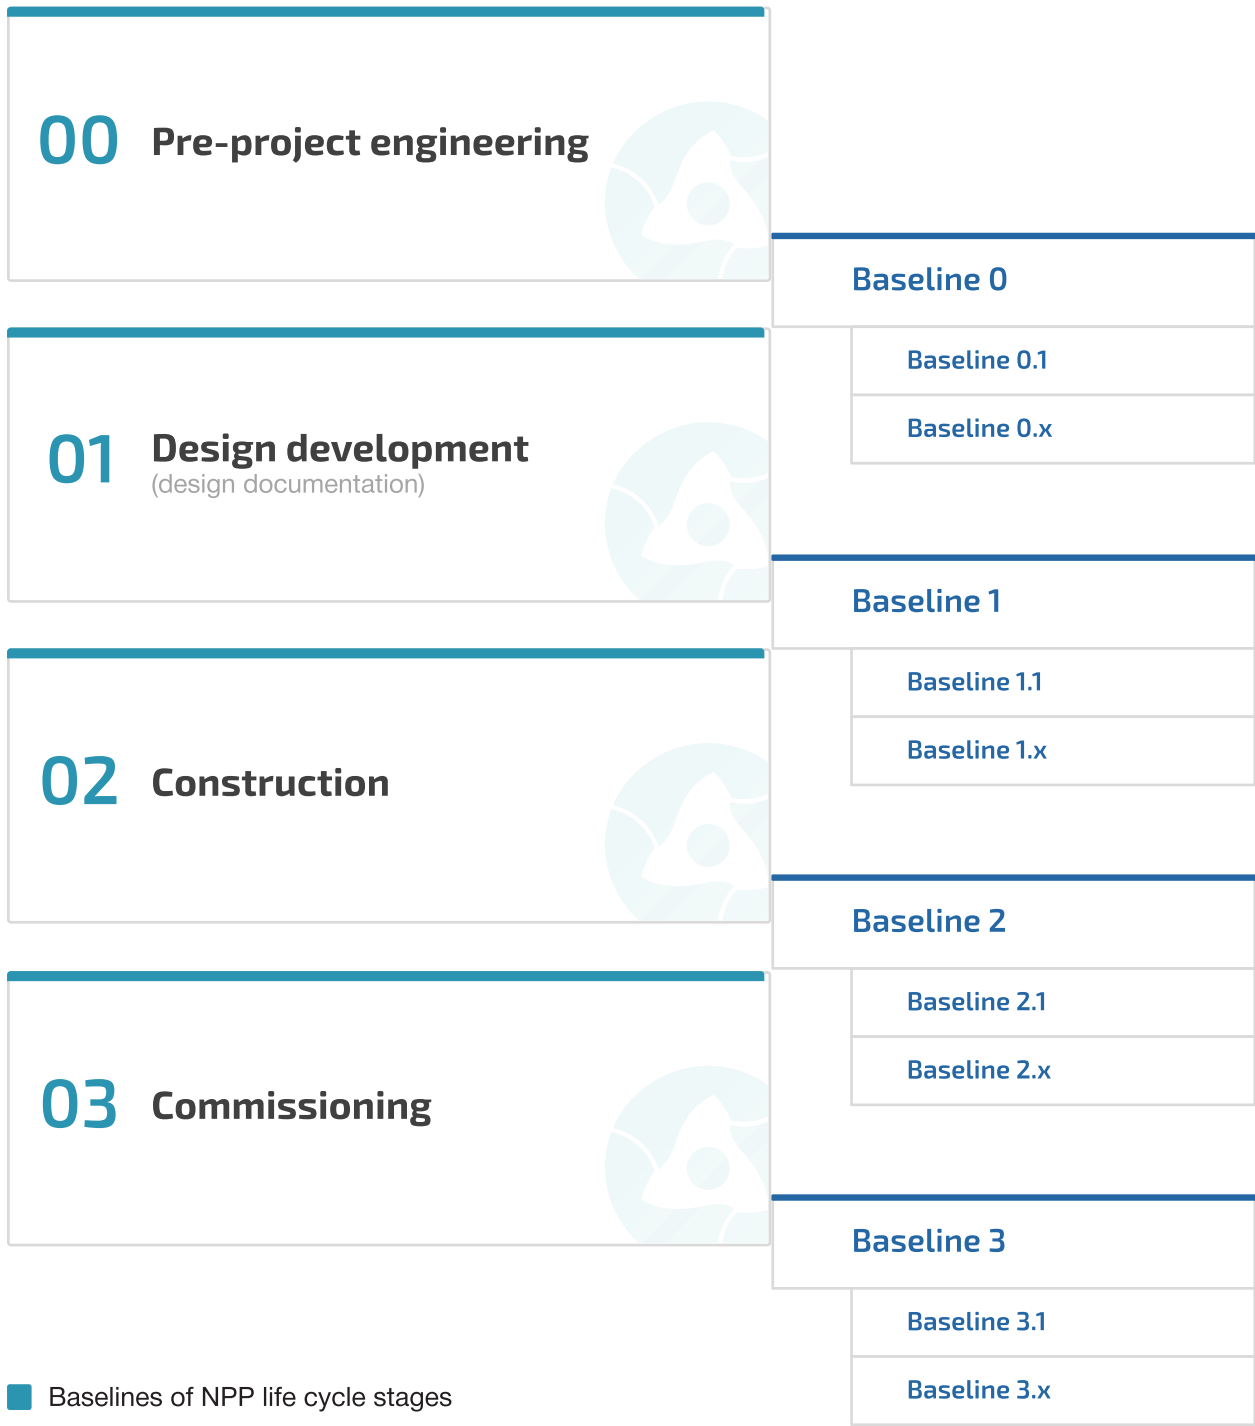 00 Pre-project engineering
Baseline 0
Baseline 0.1
Baseline 0.x
01 Design development
(design documentation)
Baseline 1
Baseline 1.1
Baseline 1.x
02 Construction
Baseline 2
Baseline 2.1
Baseline 2.x
03 Commissioning
Baseline 3
Baseline 3.1
Baseline 3.x
Baselines of NPP life cycle stages